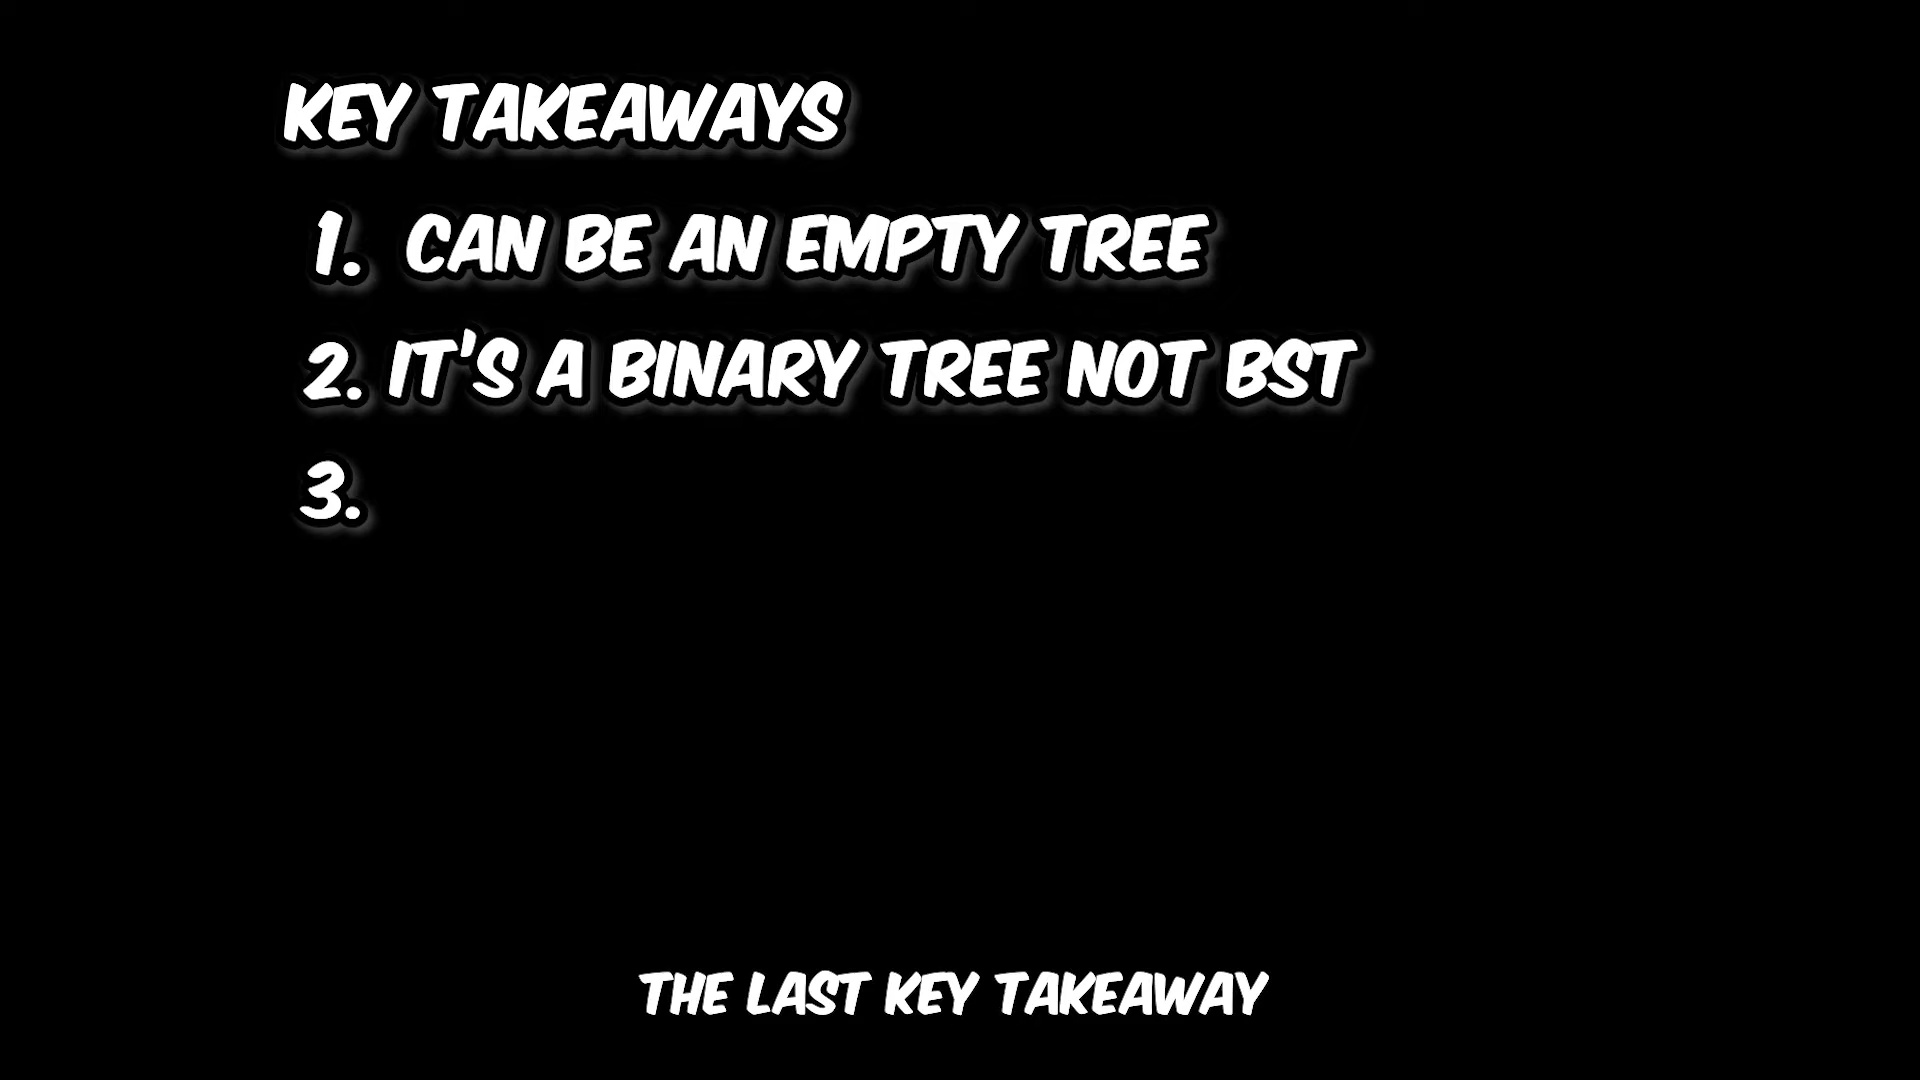 KEY TAKEAWAYS
1. CAN BE AN EMPTY TREE
2. IT'S A BINARY TREE NOT BST
3.
THE LAST KEY TAKEAWAY